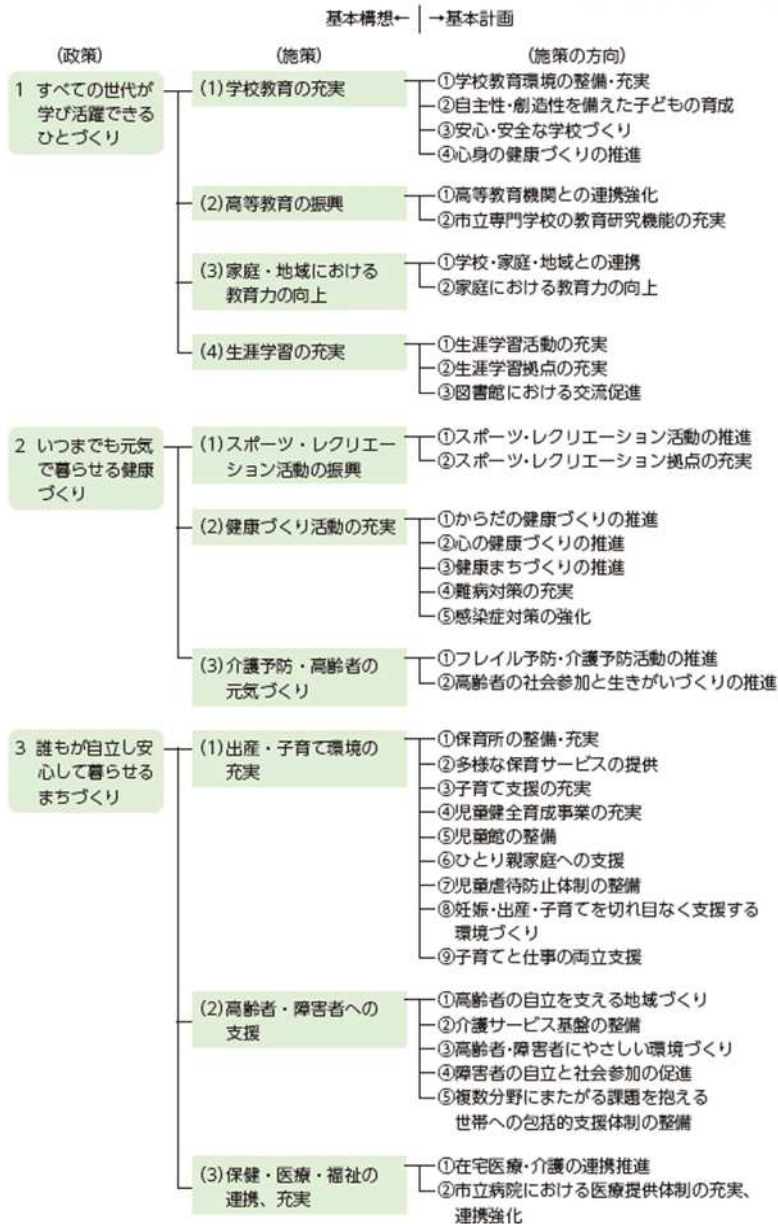 基本構想← →基本計画
(政策) (施策) (施策の方向)
1 すべての世代が
学び活躍できる
ひとづくり
(1)学校教育の充実
①学校教育環境の整備・充実
②自主性・創造性を備えた子どもの育成
③安心・安全な学校づくり
④心身の健康づくりの推進
(2)高等教育の振興
①高等教育機関との連携強化
②市立専門学校の教育研究機能の充実
(3)家庭・地域における
教育力の向上
①学校・家庭・地域との連携
②家庭における教育力の向上
(4)生涯学習の充実
①生涯学習活動の充実
②生涯学習拠点の充実
③図書館における交流促進
2 いつまでも元気
で暮らせる健康
づくり
(1)スポーツ・レクリエー
ション活動の振興
①スポーツ・レクリエーション活動の推進
②スポーツ・レクリエーション拠点の充実
(2)健康づくり活動の充実
①からだの健康づくりの推進
②心の健康づくりの推進
③健康まちづくりの推進
④難病対策の充実
⑤感染症対策の強化
(3)介護予防・高齢者の
元気づくり
①フレイル予防・介護予防活動の推進
②高齢者の社会参加と生きがいづくりの推進
3 誰もが自立し安
心して暮らせる
まちづくり
(1)出産・子育て環境の
充実
①保育所の整備・充実
②多様な保育サービスの提供
③子育て支援の充実
④児童健全育成事業の充実
⑤児童館の整備
⑥ひとり親家庭への支援
⑦児童虐待防止体制の整備
⑧妊娠・出産・子育てを切れ目なく支援する
環境づくり
⑨子育てと仕事の両立支援
(2)高齢者・障害者への
支援
①高齢者の自立を支える地域づくり
②介護サービス基盤の整備
③高齢者・障害者にやさしい環境づくり
④障害者の自立と社会参加の促進
⑤複数分野にまたがる課題を抱える
世帯への包括的支援体制の整備
(3)保健・医療・福祉の
連携、充実
①在宅医療・介護の連携推進
②市立病院における医療提供体制の充実、
連携強化